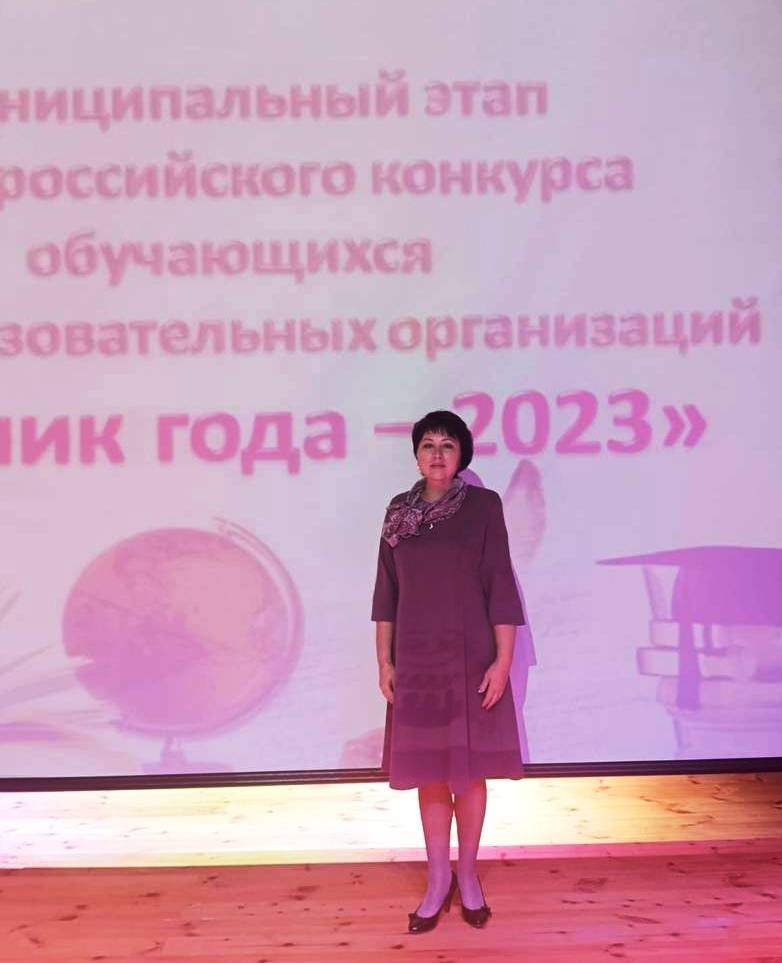 ниципальный этап
российского конкурса
обучающихся
зовательных организаций
ник года – 2023»